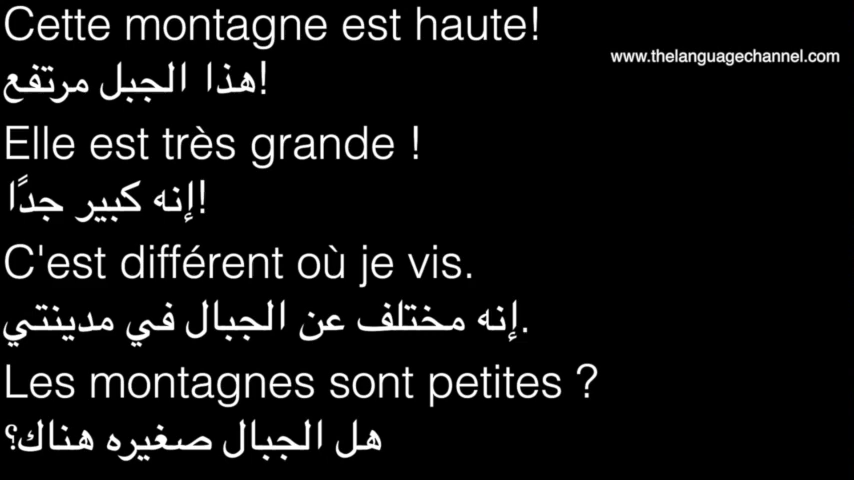 Cette montagne est haute!
www.thelanguagechannel.com
هذا الجبل مرتفع!
Elle est très grande !
إنه كبير جدًا!
C'est différent où je vis.
إنه مختلف عن الجبال في مدينتي.
Les montagnes sont petites ?
هل الجبال صغيره هناك؟